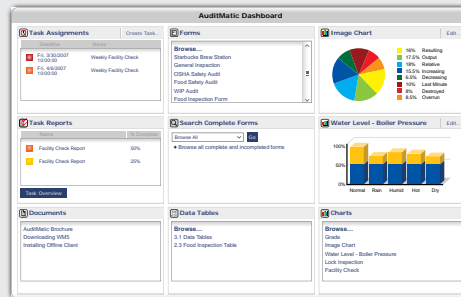 AuditMatic Dashboard
Task Assignments
Create Task...
Deadline Name
Fri, 3/30/2007 10:00:00 Weekly Facility Check
Fri, 4/6/2007 10:00:00 Weekly Facility Check
Forms
Browse...
Starbucks Brew Station
General Inspection
OSHA Safety Audit
Food Safety Audit
WIP Audit
Food Inspection Form
Image Chart
Edit...
16% Resulting
17.5% Output
18% Relative
15.5% Increasing
6.5% Decreasing
10% Last Minute
8% Destroyed
8.5% Overrun
Task Reports
Name % Complete
Facility Check Report 50%
Facility Check Report 25%
Task Overview
Search Complete Forms
Browse All Go
Browse all complete and incompleted forms
Water Level - Boiler Pressure
Edit...
100%
50%
0%
Normal Rain Humid Hot Dry
Documents
AuditMatic Brochure
Downloading WMS
Installing Offline Client
Data Tables
Browse...
3.1 Data Tables
2.3 Food Inspection Table
Charts
Browse...
Grade
Image Chart
Water Level - Boiler Pressure
Lock Inspection
Facility Check